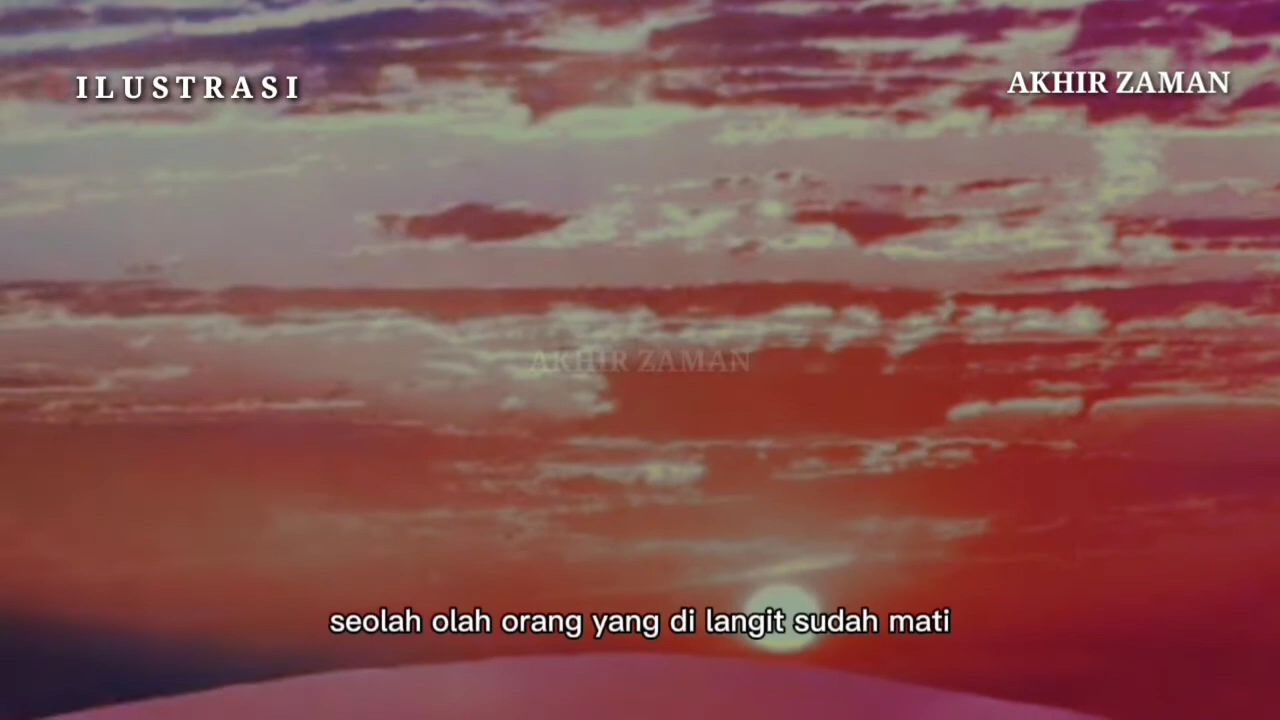 ILUSTRASI
AKHIR ZAMAN
AKHIR ZAMAN
seolah olah orang yang di langit sudah mati